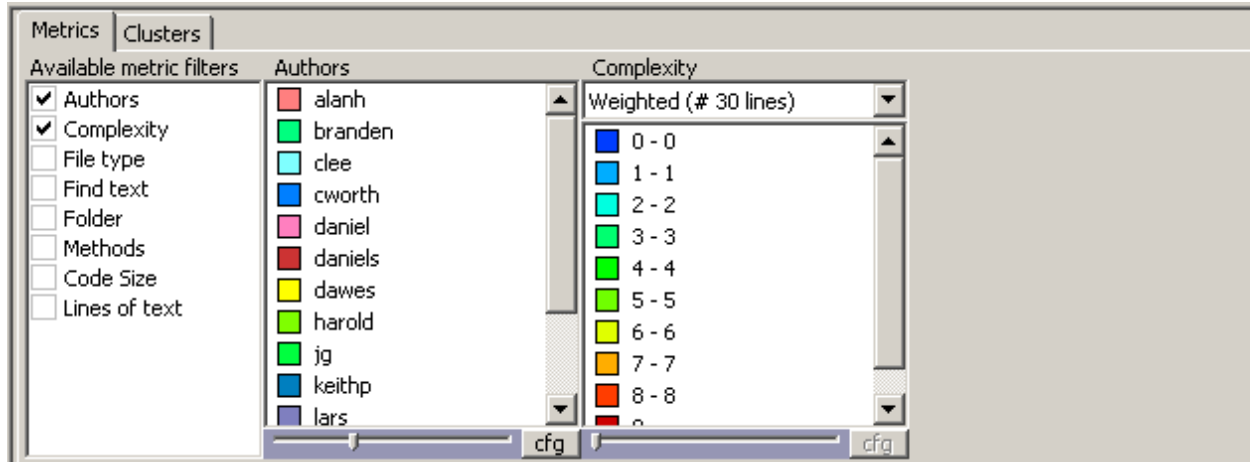 Metrics
Clusters
Available metric filters
Authors
Complexity
File type
Find text
Folder
Methods
Code Size
Lines of text
Authors
alanh
branden
clee
cworth
daniel
daniels
dawes
harold
jg
keithp
lars
cfg
Complexity
Weighted (# 30 lines)
0 - 0
1 - 1
2 - 2
3 - 3
4 - 4
5 - 5
6 - 6
7 - 7
8 - 8
cfg